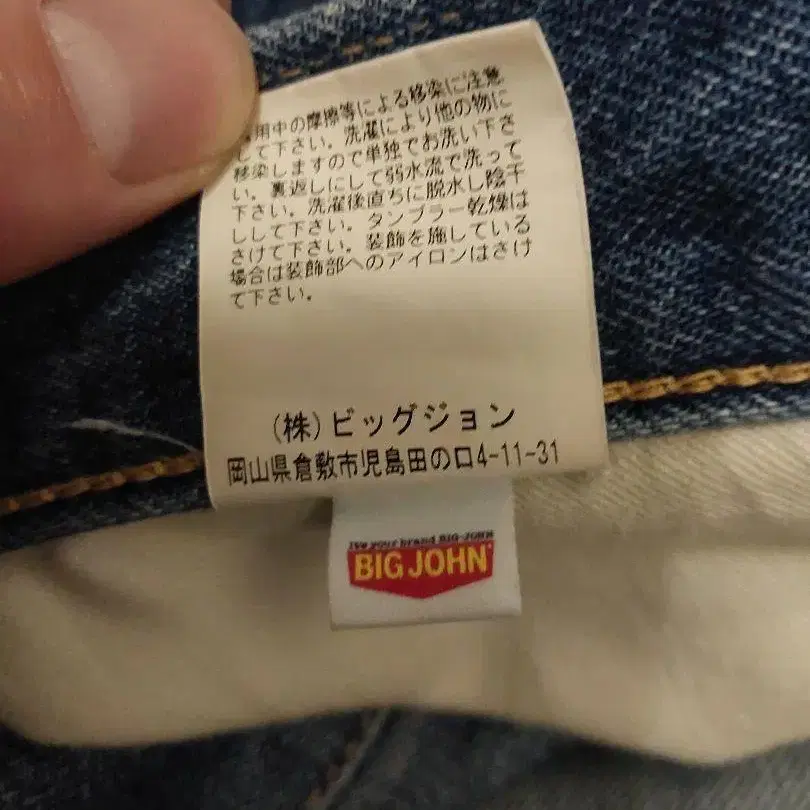 用中の摩擦等による移染に注意
して下さい。洗濯により他の物に
移染しますので単独でお洗い下さ
い。裏返しにして弱水流で洗って
下さい。洗濯後直ちに脱水し陰干
しして下さい。タンブラー乾燥は
さけて下さい。装飾を施している
場合は装飾部へのアイロンはさけ
て下さい。
(株)ビッグジョン
岡山県倉敷市児島田の口4-11-31
its your brand BIG-JOHN
BIG JOHN